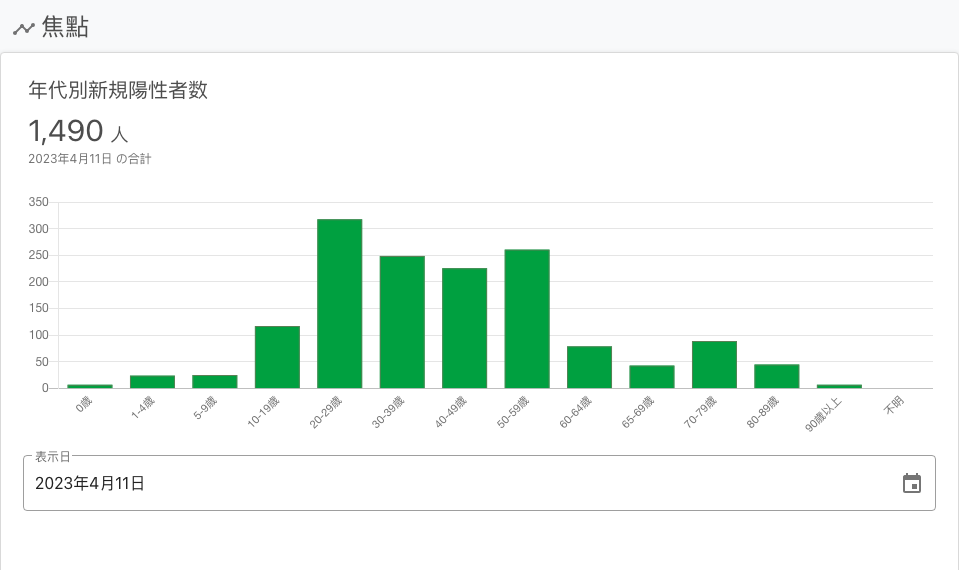 焦點
年代別新規陽性者数
1,490 人
2023年4月11日 の合計
350
300
250
200
150
100
50
0
0歳
1-4歳
5-9歳
10-19歳
20-29歳
30-39歳
40-49歳
50-59歳
60-64歳
65-69歳
70-79歳
80-89歳
90歳以上
不明
表示日
2023年4月11日